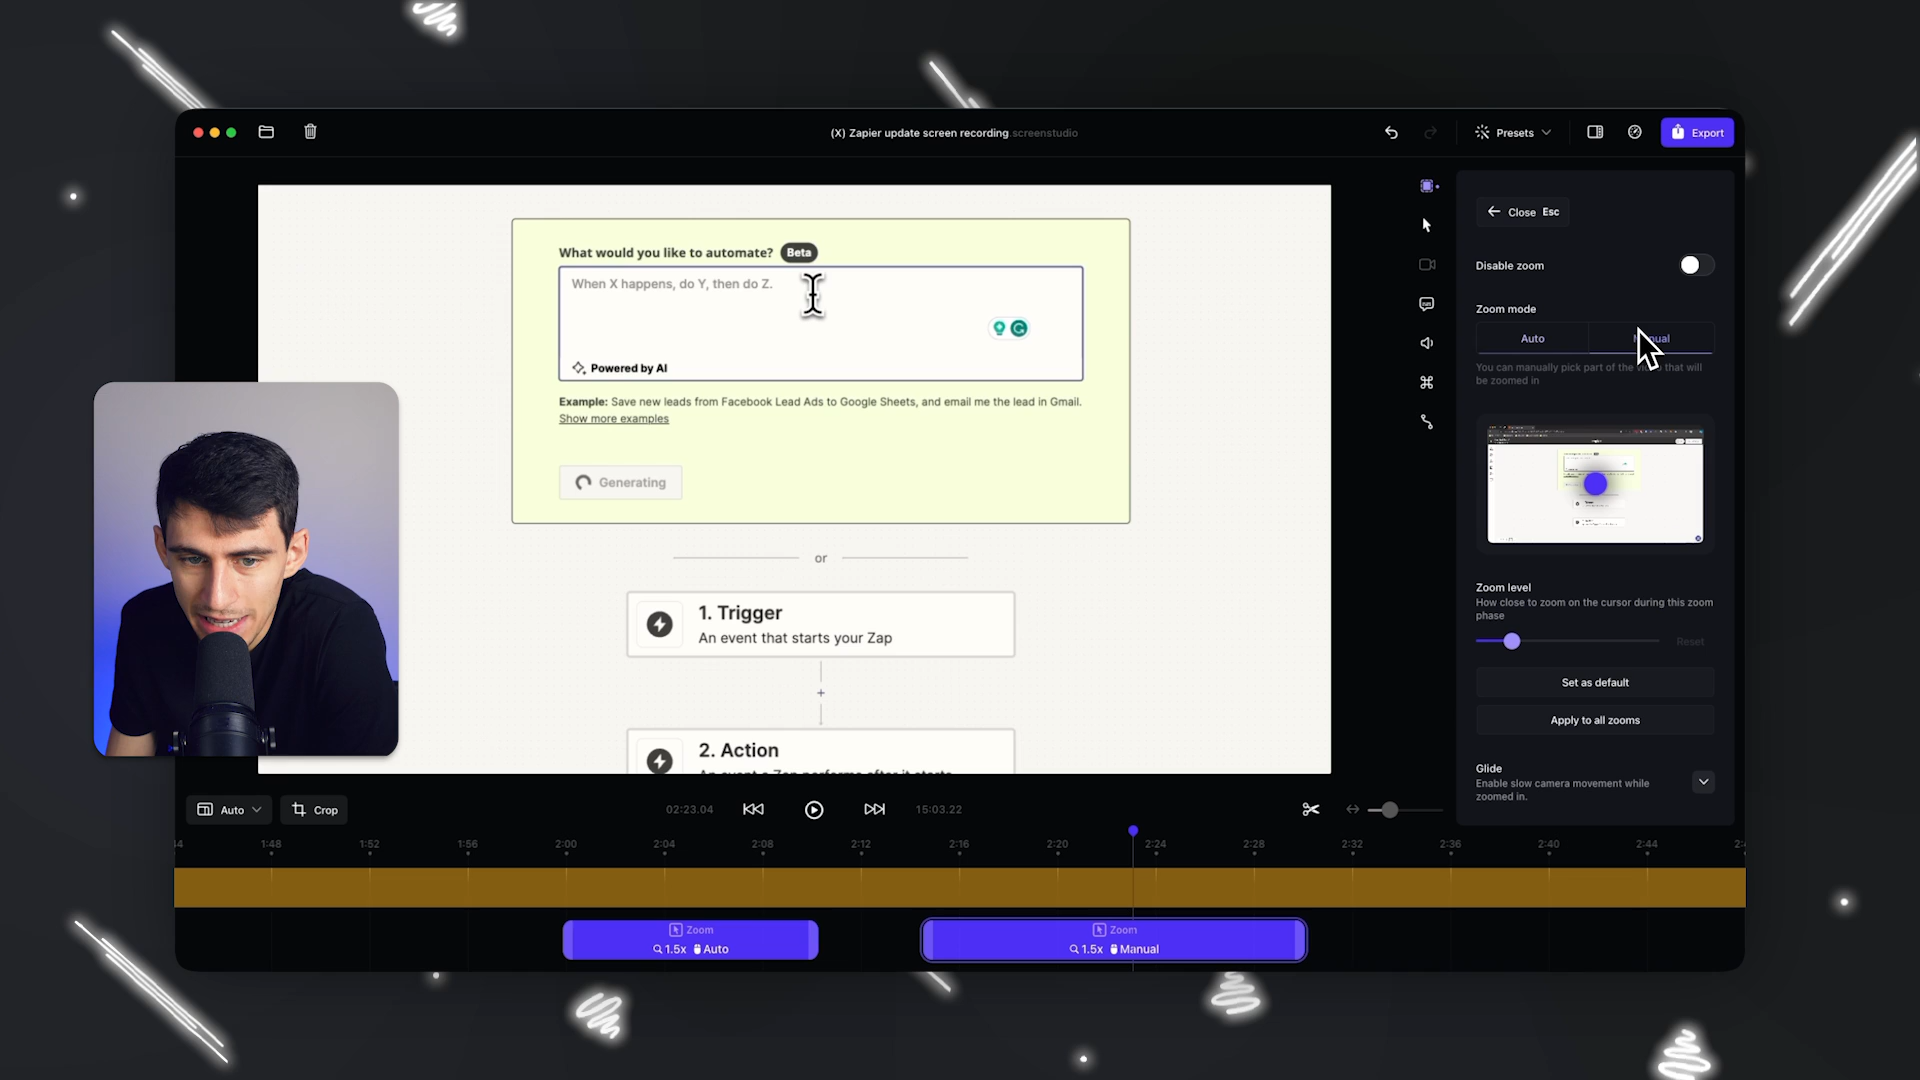 (X) Zapier update screen recording.screenstudio
Presets
Export
What would you like to automate? Beta
When X happens, do Y, then do Z.
Powered by AI
Example: Save new leads from Facebook Lead Ads to Google Sheets, and email me the lead in Gmail.
Show more examples
Generating
or
1. Trigger
An event that starts your Zap
+
2. Action
Close Esc
Disable zoom
Zoom mode
Auto
You can manually pick part of the that will
be zoomed in
Zoom level
How close to zoom on the cursor during this zoom
phase
Reset
Set as default
Apply to all zooms
Glide
Enable slow camera movement while
zoomed in.
Auto
Crop
02:23.04
15:03.22
1:48 1:52 1:56 2:00 2:04 2:08 2:12 2:16 2:20 2:24 2:28 2:32 2:36 2:40 2:44
Zoom
1.5x Auto
Zoom
1.5x Manual